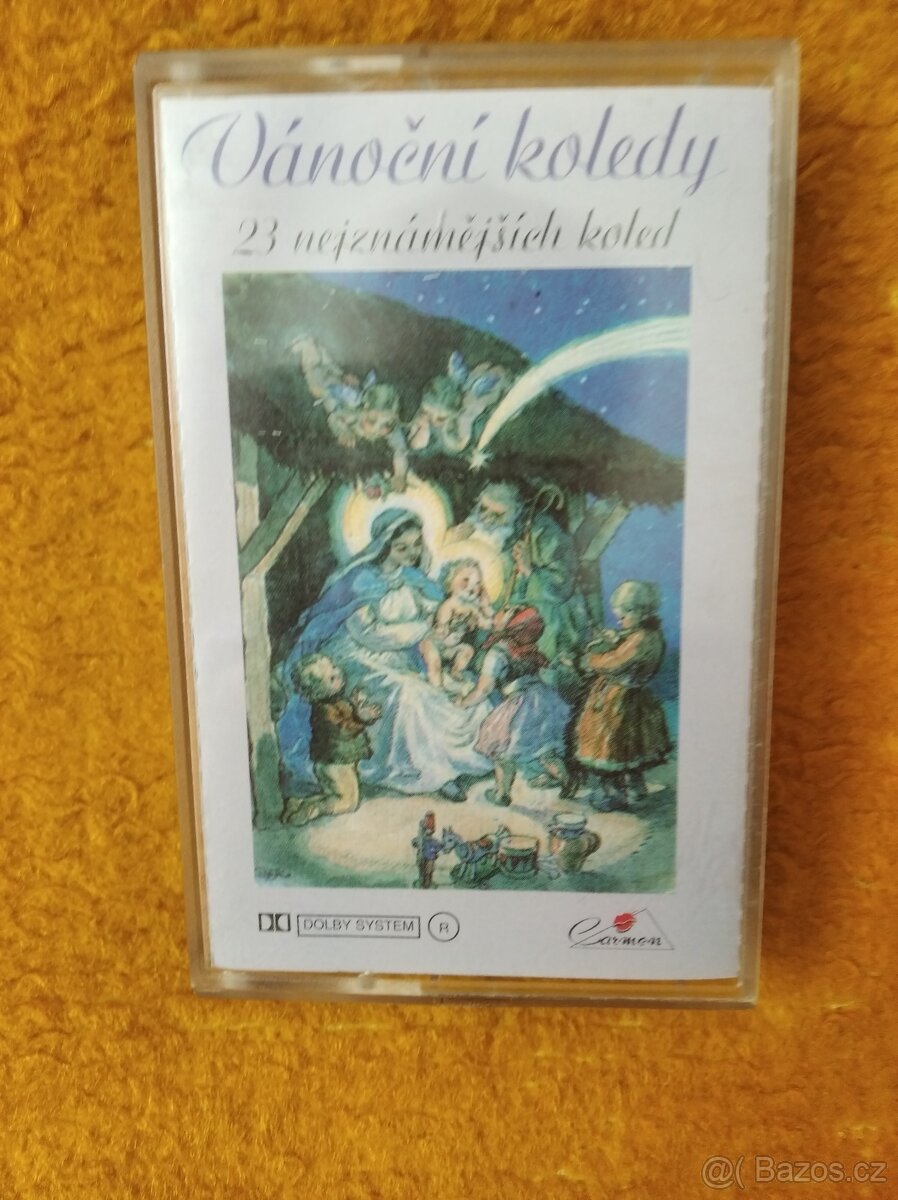 Vánoční koledy
23 nejznámějších koled
DOLBY SYSTEM R
Carmen
@( Bazos.cz